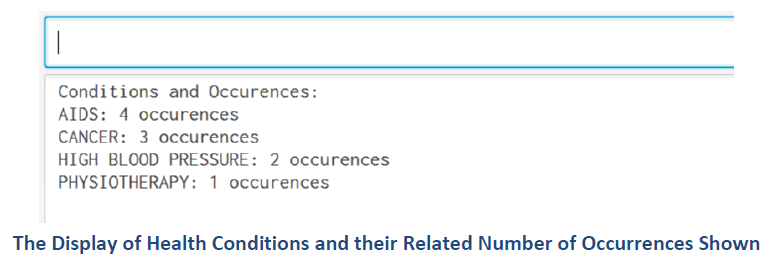 Conditions and Occurences:
AIDS: 4 occurences
CANCER: 3 occurences
HIGH BLOOD PRESSURE: 2 occurences
PHYSIOTHERAPY: 1 occurences
The Display of Health Conditions and their Related Number of Occurrences Shown